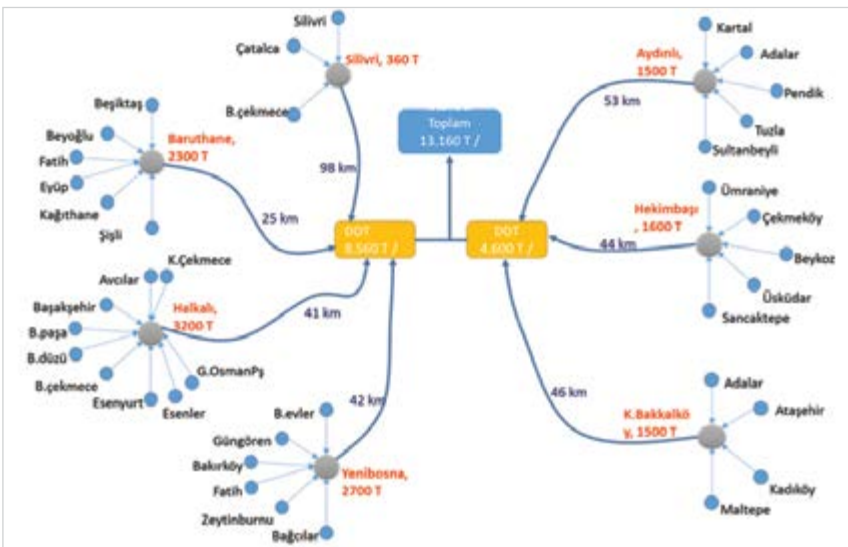 Silivri
Çatalca
B.çekmece
Silivri, 360 T
98 km
Beşiktaş
Beyoğlu
Fatih
Eyüp
Kağıthane
Şişli
Baruthane,
2300 T
25 km
Toplam
13.160 T /
DOT
8.560 T /
DOT
4.600 T /
Kartal
Adalar
Pendik
Tuzla
Sultanbeyli
Aydınlı,
1500 T
53 km
Ümraniye
Çekmeköy
Beykoz
Üsküdar
Sancaktepe
Hekimbaşı
, 1600 T
44 km
K.Çekmece
Avcılar
Başakşehir
B.paşa
B.düzü
B.çekmece
Esenyurt
Esenler
G.OsmanPş
Halkalı,
3200 T
41 km
B.evler
Güngören
Bakırköy
Fatih
Zeytinburnu
Bağcılar
Yenibosna,
2700 T
42 km
Adalar
Ataşehir
Kadıköy
Maltepe
K.Bakkalkö
y, 1500 T
46 km